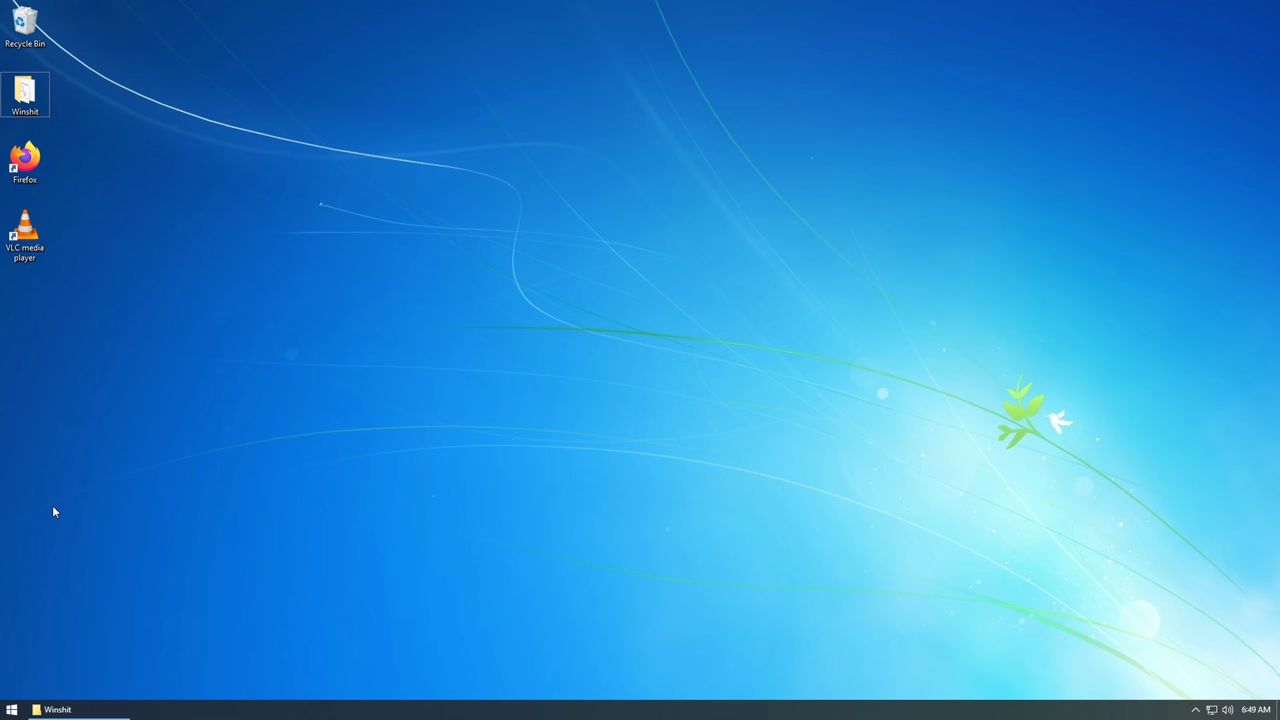 Recycle Bin
Winshit
Firefox
VLC media
player
Winshit
6:49 AM